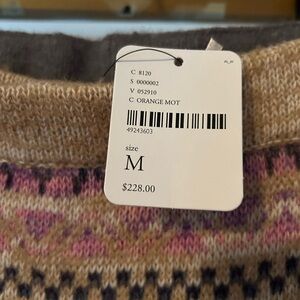 C 8120
S 0000002
V 052910
C ORANGE MOT
49243603
size
M
$228.00